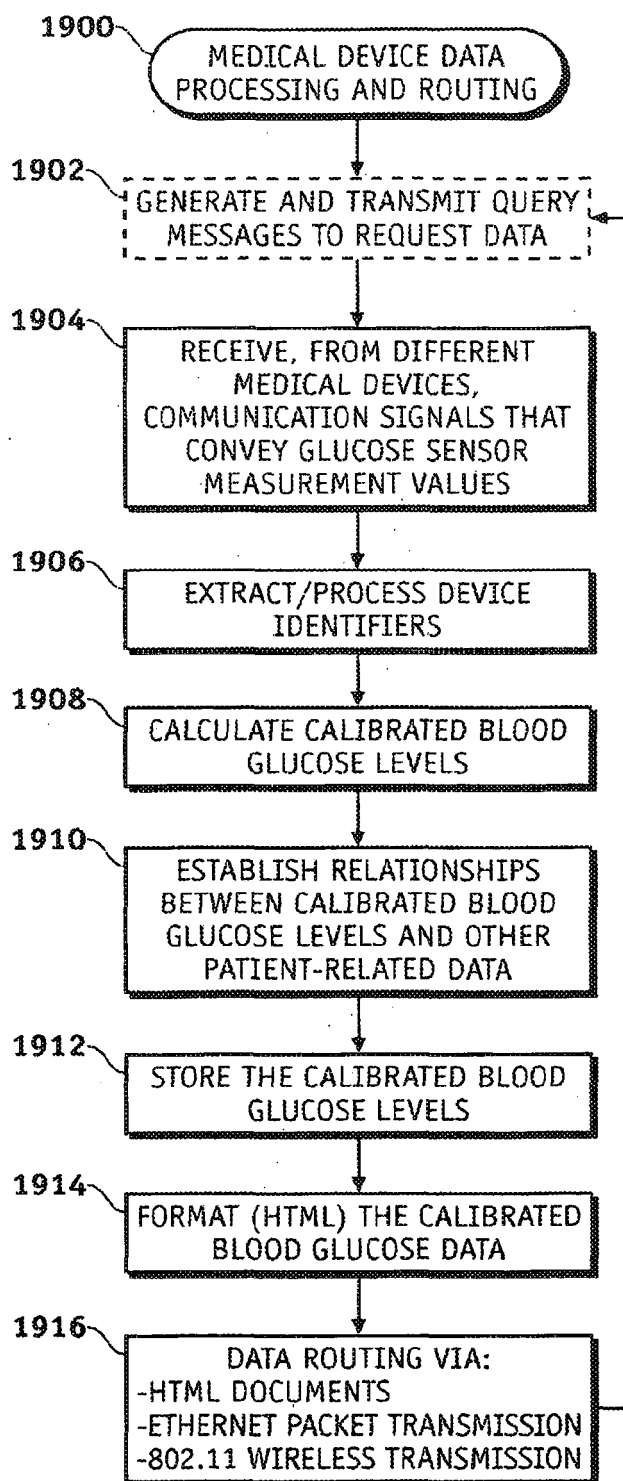 1900
MEDICAL DEVICE DATA
PROCESSING AND ROUTING
1902
GENERATE AND TRANSMIT QUERY
MESSAGES TO REQUEST DATA
1904
RECEIVE, FROM DIFFERENT
MEDICAL DEVICES,
COMMUNICATION SIGNALS THAT
CONVEY GLUCOSE SENSOR
MEASUREMENT VALUES
1906
EXTRACT/PROCESS DEVICE
IDENTIFIERS
1908
CALCULATE CALIBRATED BLOOD
GLUCOSE LEVELS
1910
ESTABLISH RELATIONSHIPS
BETWEEN CALIBRATED BLOOD
GLUCOSE LEVELS AND OTHER
PATIENT-RELATED DATA
1912
STORE THE CALIBRATED BLOOD
GLUCOSE LEVELS
1914
FORMAT (HTML) THE CALIBRATED
BLOOD GLUCOSE DATA
1916
DATA ROUTING VIA:
-HTML DOCUMENTS
-ETHERNET PACKET TRANSMISSION
-802.11 WIRELESS TRANSMISSION